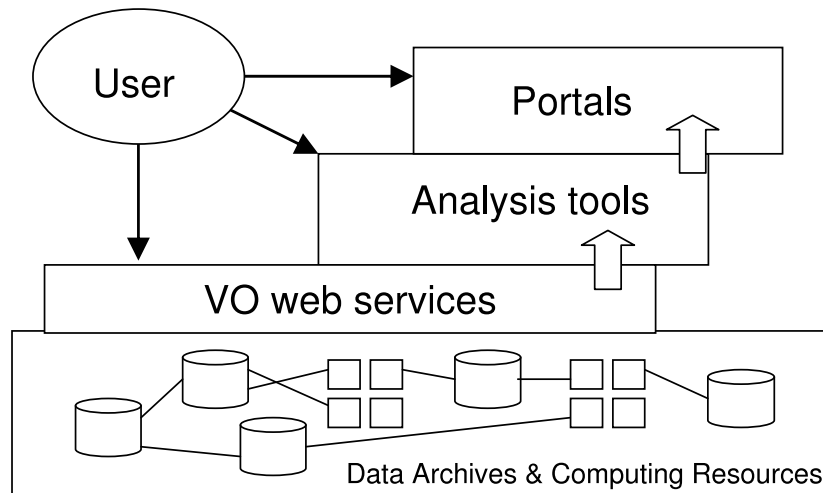 User
Portals
Analysis tools
VO web services
Data Archives & Computing Resources